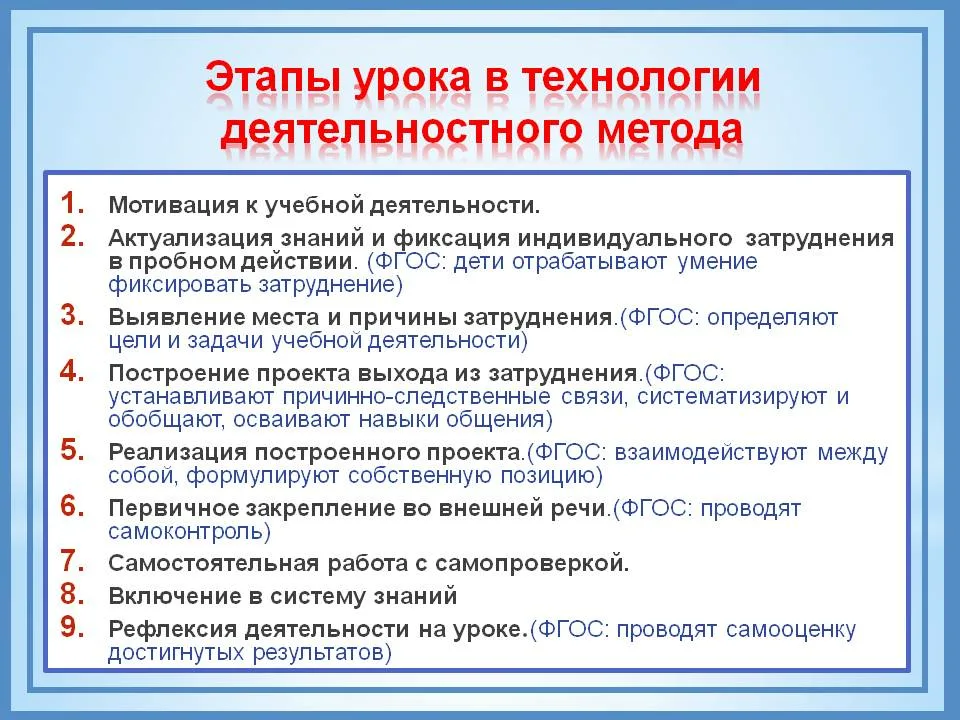 Этапы урока в технологии
деятельностного метода
1. Мотивация к учебной деятельности.
2. Актуализация знаний и фиксация индивидуального затруднения
в пробном действии. (ФГОС: дети отрабатывают умение
фиксировать затруднение)
3. Выявление места и причины затруднения.(ФГОС: определяют
цели и задачи учебной деятельности)
4. Построение проекта выхода из затруднения.(ФГОС:
устанавливают причинно-следственные связи, систематизируют и
обобщают, осваивают навыки общения)
5. Реализация построенного проекта.(ФГОС: взаимодействуют между
собой, формулируют собственную позицию)
6. Первичное закрепление во внешней речи.(ФГОС: проводят
самоконтроль)
7. Самостоятельная работа с самопроверкой.
8. Включение в систему знаний
9. Рефлексия деятельности на уроке.(ФГОС: проводят самооценку
достигнутых результатов)